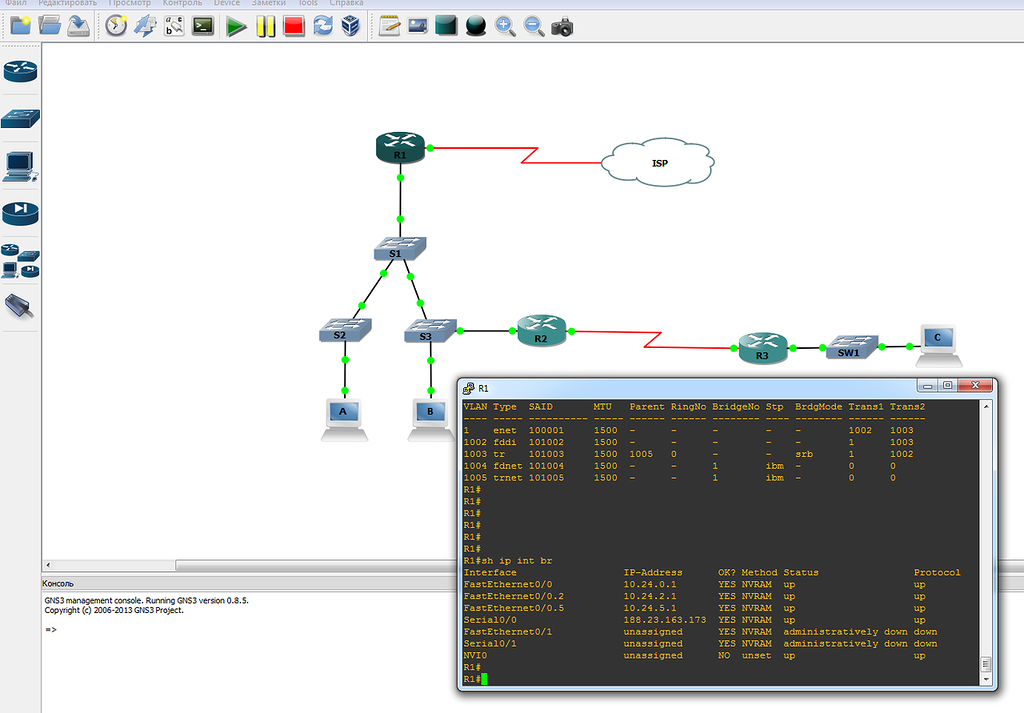 Файл Редактировать Просмотр Контроль Device Заметки Tools Справка
R1
ISP
S1
S2 S3 R2
R3 SW1 C
A B
R1
VLAN Type SAID MTU Parent RingNo BridgeNo Stp BrdgMode Trans1 Trans2
---- ----- ---------- ----- ------ ------ -------- ---- -------- ------ ------
1 enet 100001 1500 - - - - - 1002 1003
1002 fddi 101002 1500 - - - - - 1 1003
1003 tr 101003 1500 1005 0 - - srb 1 1002
1004 fdnet 101004 1500 - - 1 ibm - 0 0
1005 trnet 101005 1500 - - 1 ibm - 0 0
R1#
R1#
R1#
R1#
R1#
R1#
R1#sh ip int br
Interface IP-Address OK? Method Status Protocol
FastEthernet0/0 10.24.0.1 YES NVRAM up up
FastEthernet0/0.2 10.24.2.1 YES NVRAM up up
FastEthernet0/0.5 10.24.5.1 YES NVRAM up up
Serial0/0 188.23.163.173 YES NVRAM up up
FastEthernet0/1 unassigned YES NVRAM administratively down down
Serial0/1 unassigned YES NVRAM administratively down down
NVI0 unassigned NO unset up up
R1#
R1#
Консоль
GNS3 management console. Running GNS3 version 0.8.5.
Copyright (c) 2006-2013 GNS3 Project.
=>